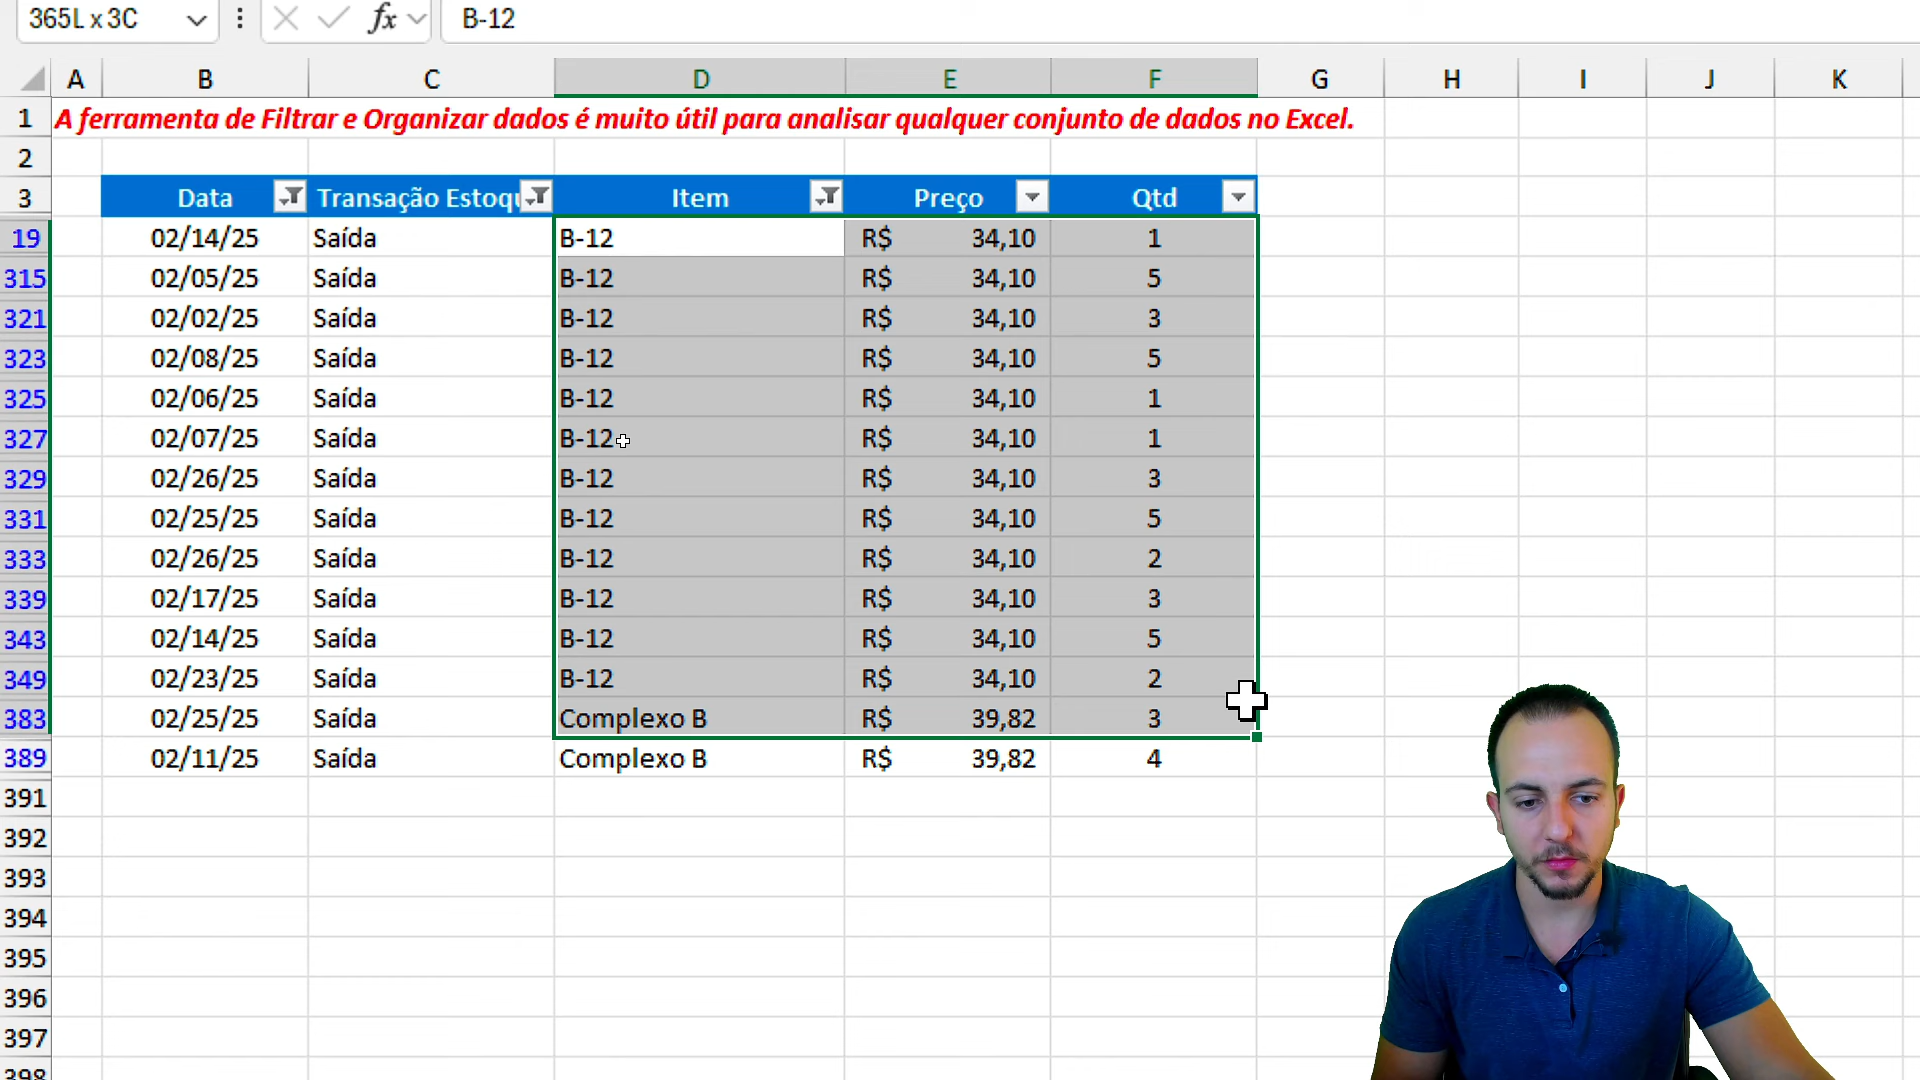 365L x 3C fx B-12
A B C D E F G H I J K
1 A ferramenta de Filtrar e Organizar dados é muito útil para analisar qualquer conjunto de dados no Excel.
2
3 Data Transação Estoqu Item Preço Qtd
19 02/14/25 Saída B-12 R$ 34,10 1
315 02/05/25 Saída B-12 R$ 34,10 5
321 02/02/25 Saída B-12 R$ 34,10 3
323 02/08/25 Saída B-12 R$ 34,10 5
325 02/06/25 Saída B-12 R$ 34,10 1
327 02/07/25 Saída B-12 R$ 34,10 1
329 02/26/25 Saída B-12 R$ 34,10 3
331 02/25/25 Saída B-12 R$ 34,10 5
333 02/26/25 Saída B-12 R$ 34,10 2
339 02/17/25 Saída B-12 R$ 34,10 3
343 02/14/25 Saída B-12 R$ 34,10 5
349 02/23/25 Saída B-12 R$ 34,10 2
383 02/25/25 Saída Complexo B R$ 39,82 3
389 02/11/25 Saída Complexo B R$ 39,82 4
391
392
393
394
395
396
397
398